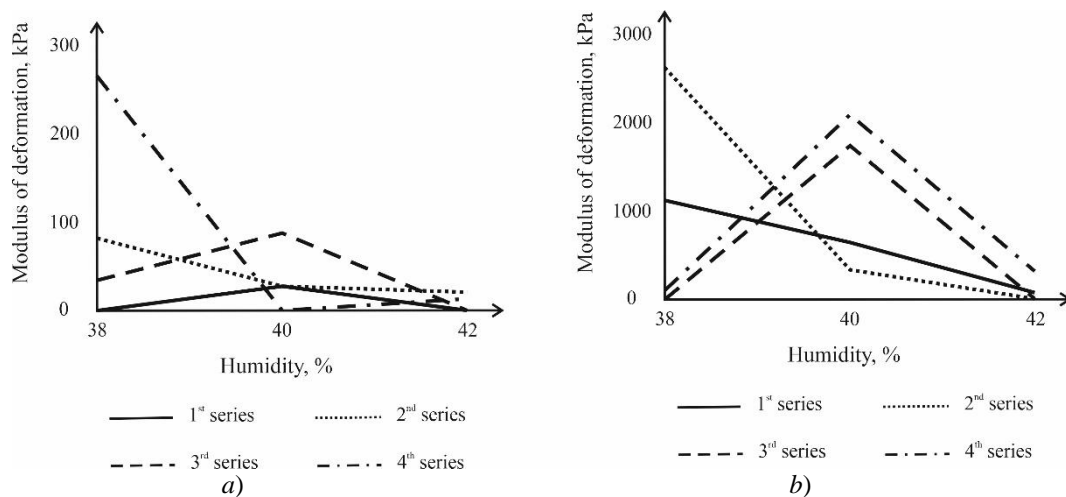 Modulus of deformation, kPa
300
200
100
0
38
40
42
Humidity, %
1st series
2nd series
3rd series
4th series
a)
Modulus of deformation, kPa
3000
2000
1000
0
38
40
42
Humidity, %
1st series
2nd series
3rd series
4th series
b)